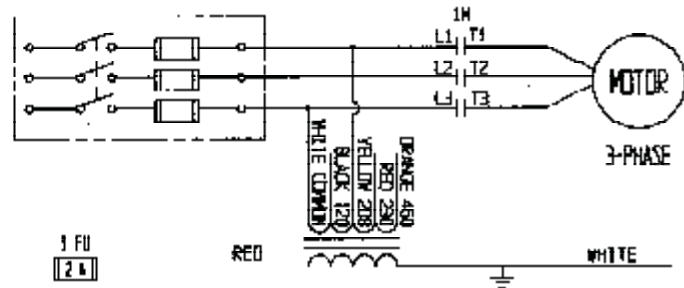 1M
L1 T1
L2 T2
L3 T3
MOTOR
3-PHASE
WHITE COMMON
BLACK 120
YELLOW 208
RED 230
ORANGE 460
1 FU
2 A
RED
WHITE